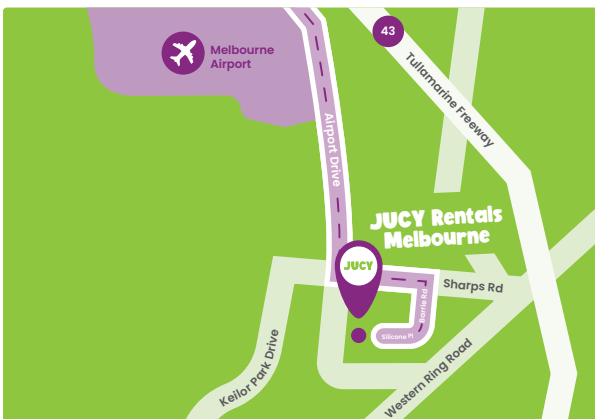 43
Melbourne
Airport
Tullamarine Freeway
Airport Drive
JUCY Rentals
Melbourne
JUCY
Sharps Rd
Barrie Rd
Silicone Pl
Keilor Park Drive
Western Ring Road